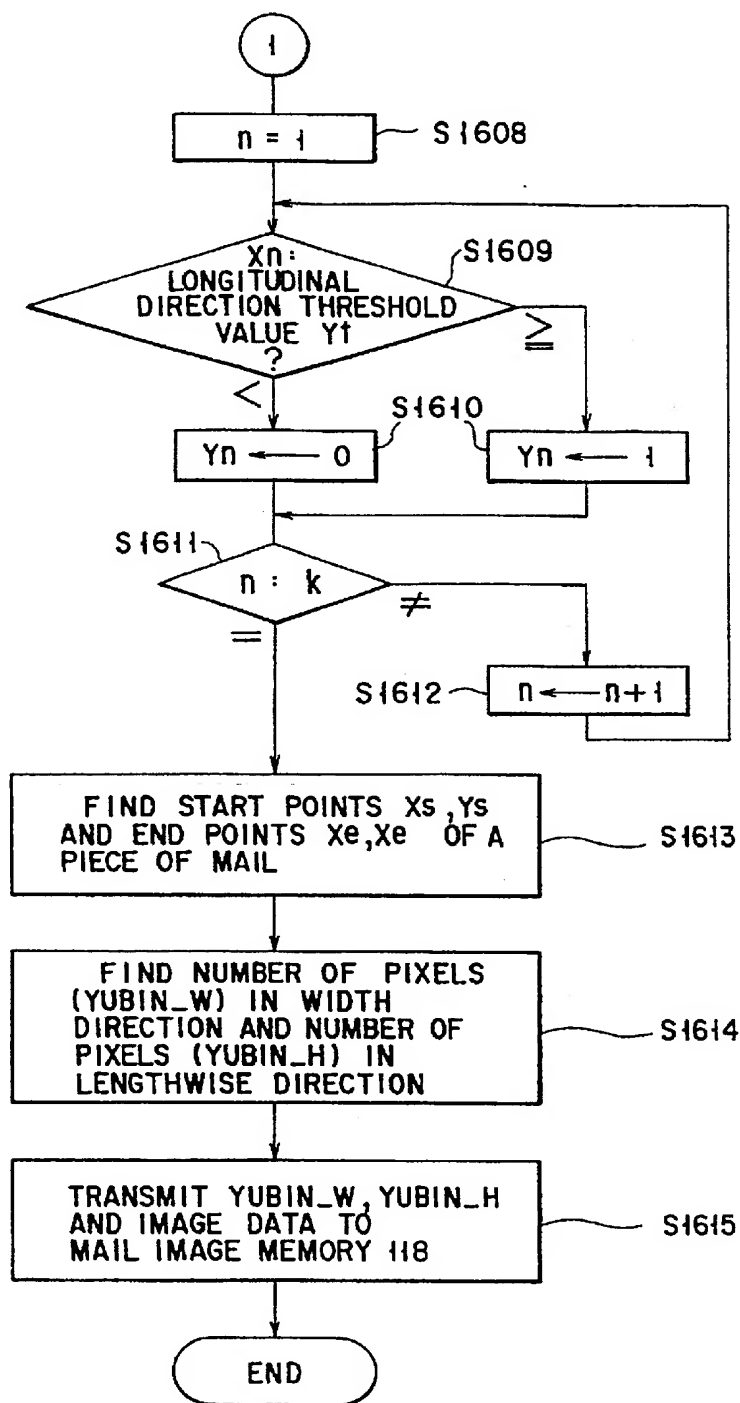 1
n = 1
S1608
Xn:
LONGITUDINAL
DIRECTION THRESHOLD
VALUE Yt
?
S1609
≧
<
S1610
Yn ← 0
Yn ← 1
S1611
n : k
≠
=
S1612
n ← n+1
FIND START POINTS Xs,Ys
AND END POINTS Xe,Xe OF A
PIECE OF MAIL
S1613
FIND NUMBER OF PIXELS
(YUBIN_W) IN WIDTH
DIRECTION AND NUMBER OF
PIXELS (YUBIN_H) IN
LENGTHWISE DIRECTION
S1614
TRANSMIT YUBIN_W, YUBIN_H
AND IMAGE DATA TO
MAIL IMAGE MEMORY 118
S1615
END